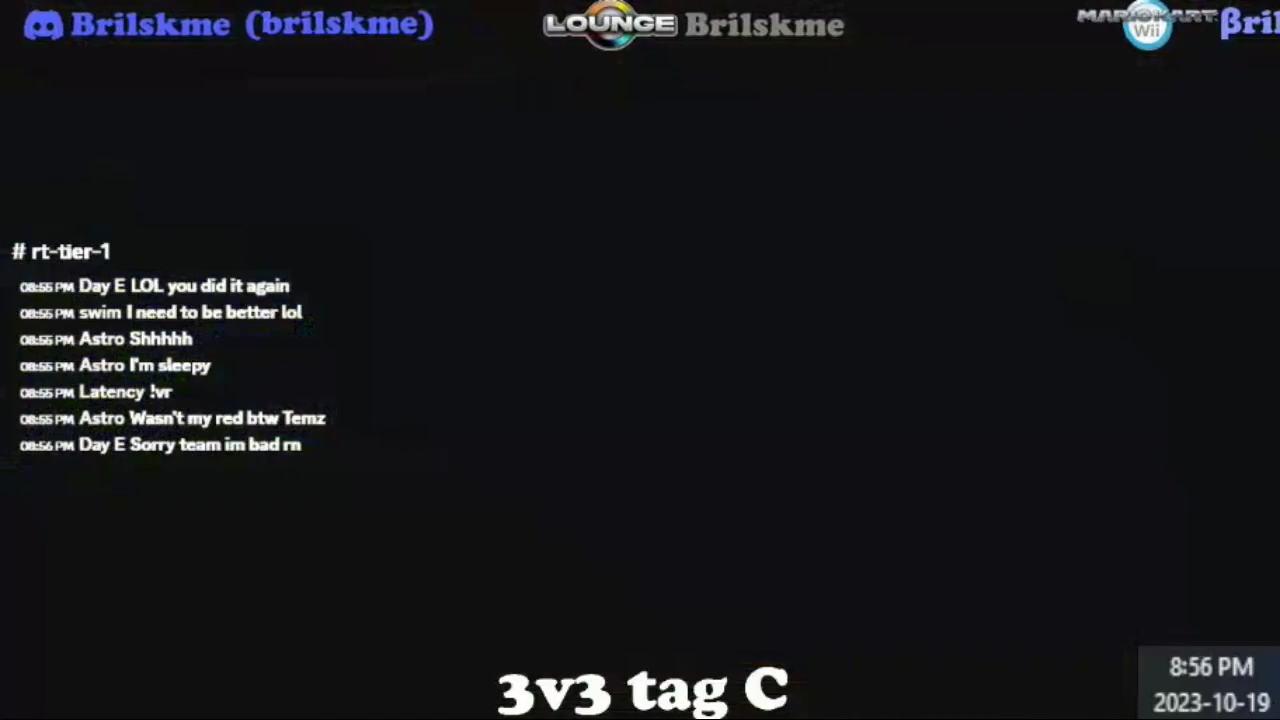 Brilskme (brilskme)
LOUNGE Brilskme
MARIOKART Wii βril
# rt-tier-1
08:55 PM Day E LOL you did it again
08:55 PM swim I need to be better lol
08:55 PM Astro Shhhhh
08:55 PM Astro I'm sleepy
08:55 PM Latency !vr
08:55 PM Astro Wasn't my red btw Temz
08:56 PM Day E Sorry team im bad rn
3v3 tag C
8:56 PM
2023-10-19